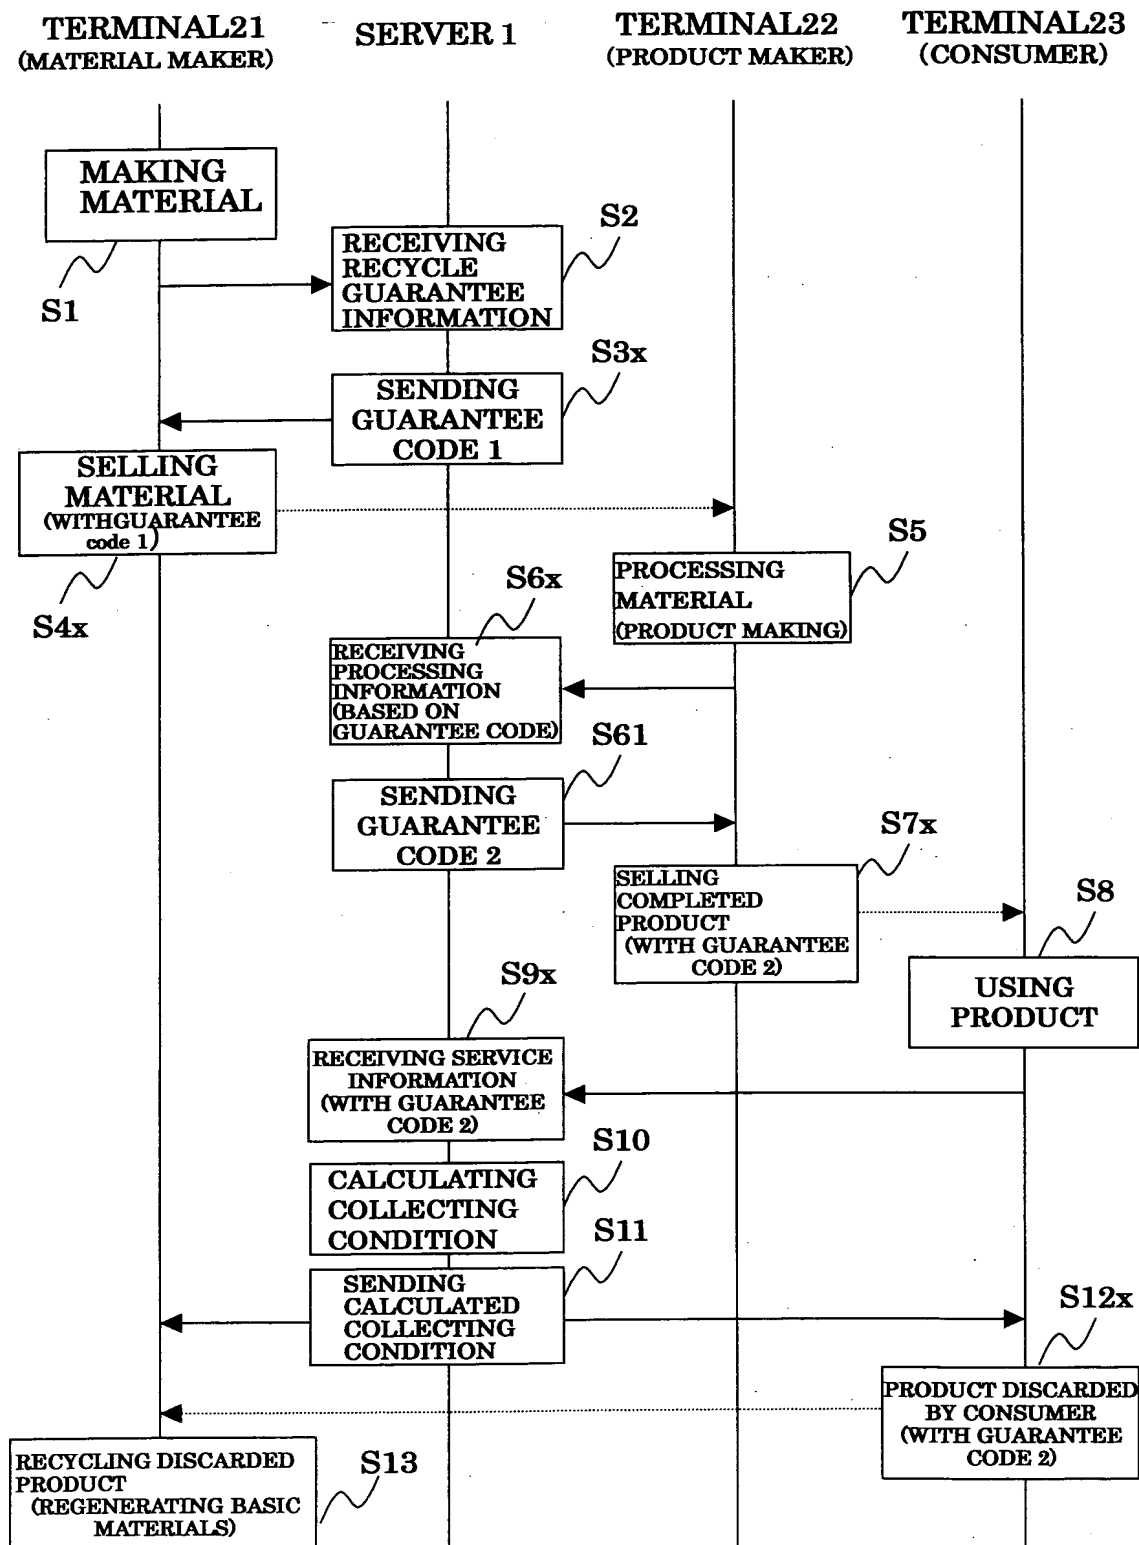 TERMINAL21
(MATERIAL MAKER)
SERVER 1
TERMINAL22
(PRODUCT MAKER)
TERMINAL23
(CONSUMER)
MAKING
MATERIAL
S1
RECEIVING
RECYCLE
GUARANTEE
INFORMATION
S2
SENDING
GUARANTEE
CODE 1
S3x
SELLING
MATERIAL
(WITHGUARANTEE
code 1)
S4x
PROCESSING
MATERIAL
(PRODUCT MAKING)
S5
RECEIVING
PROCESSING
INFORMATION
(BASED ON
GUARANTEE CODE)
S6x
SENDING
GUARANTEE
CODE 2
S61
SELLING
COMPLETED
PRODUCT
(WITH GUARANTEE
CODE 2)
S7x
USING
PRODUCT
S8
RECEIVING SERVICE
INFORMATION
(WITH GUARANTEE
CODE 2)
S9x
CALCULATING
COLLECTING
CONDITION
S10
SENDING
CALCULATED
COLLECTING
CONDITION
S11
PRODUCT DISCARDED
BY CONSUMER
(WITH GUARANTEE
CODE 2)
S12x
RECYCLING DISCARDED
PRODUCT
(REGENERATING BASIC
MATERIALS)
S13